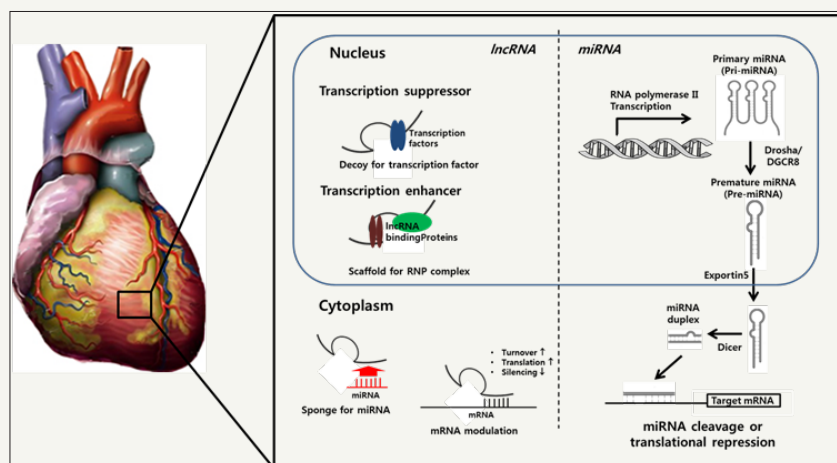 Nucleus
lncRNA
miRNA
Transcription suppressor
Transcription
factors
Decoy for transcription factor
Transcription enhancer
lncRNA
bindingProteins
Scaffold for RNP complex
Primary miRNA
(Pri-miRNA)
RNA polymerase II
Transcription
Drosha/
DGCR8
Premature miRNA
(Pre-miRNA)
Exportin5
Cytoplasm
miRNA
Sponge for miRNA
• Turnover ↑
• Translation ↑
• Silencing ↓
mRNA
mRNA modulation
miRNA
duplex
Dicer
Target mRNA
miRNA cleavage or
translational repression